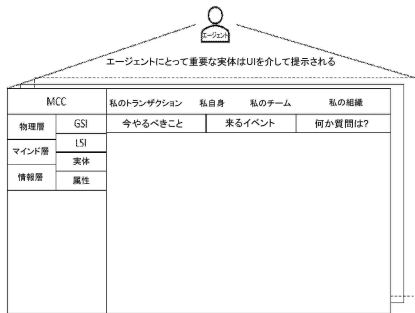 エージェント
エージェントにとって重要な実体はUIを介して提示される
MCC 私のトランザクション 私自身 私のチーム 私の組織
物理層 GSI 今やるべきこと 来るイベント 何か質問は?
マインド層 LSI
実体
情報層 属性